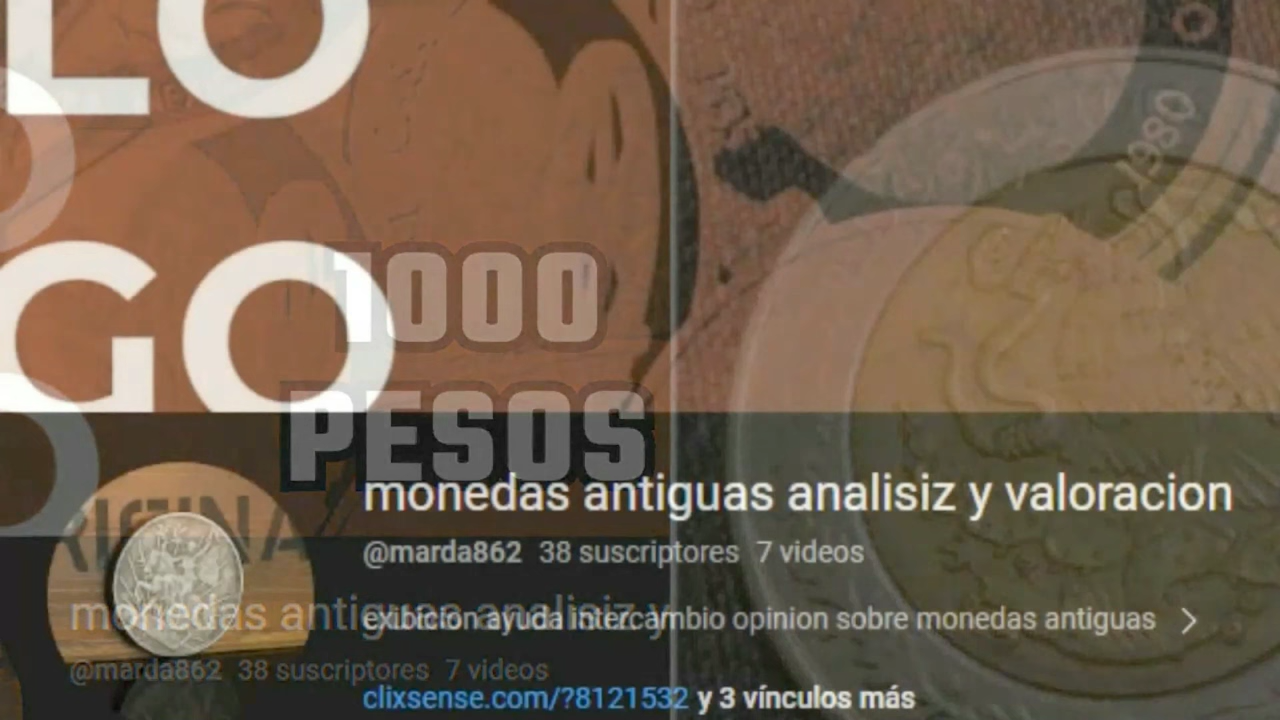 LO
1980
GO
1000
PESOS
monedas antiguas analisiz y valoracion
@marda862 38 suscriptores 7 videos
exibicion ayuda intercambio opinion sobre monedas antiguas
monedas antiguas analisiz y
@marda862 38 suscriptores 7 videos
clixsense.com/?8121532 y 3 vínculos más